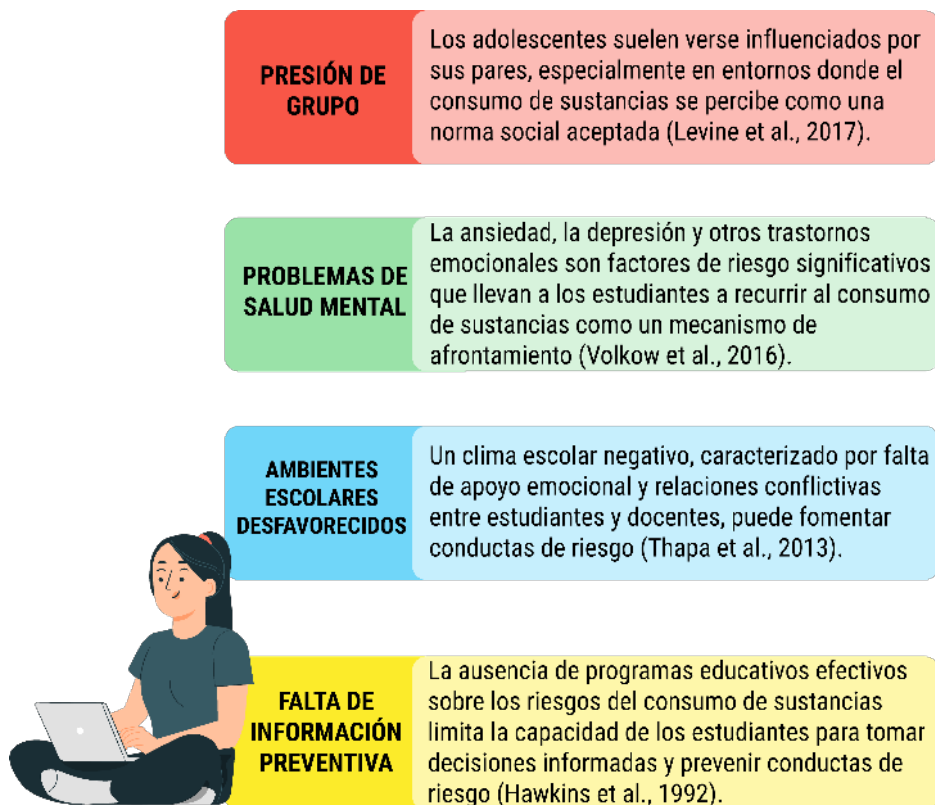 PRESIÓN DE
GRUPO
Los adolescentes suelen verse influenciados por
sus pares, especialmente en entornos donde el
consumo de sustancias se percibe como una
norma social aceptada (Levine et al., 2017).
PROBLEMAS DE
SALUD MENTAL
La ansiedad, la depresión y otros trastornos
emocionales son factores de riesgo significativos
que llevan a los estudiantes a recurrir al consumo
de sustancias como un mecanismo de
afrontamiento (Volkow et al., 2016).
AMBIENTES
ESCOLARES
DESFAVORECIDOS
Un clima escolar negativo, caracterizado por falta
de apoyo emocional y relaciones conflictivas
entre estudiantes y docentes, puede fomentar
conductas de riesgo (Thapa et al., 2013).
FALTA DE
INFORMACIÓN
PREVENTIVA
La ausencia de programas educativos efectivos
sobre los riesgos del consumo de sustancias
limita la capacidad de los estudiantes para tomar
decisiones informadas y prevenir conductas de
riesgo (Hawkins et al., 1992).